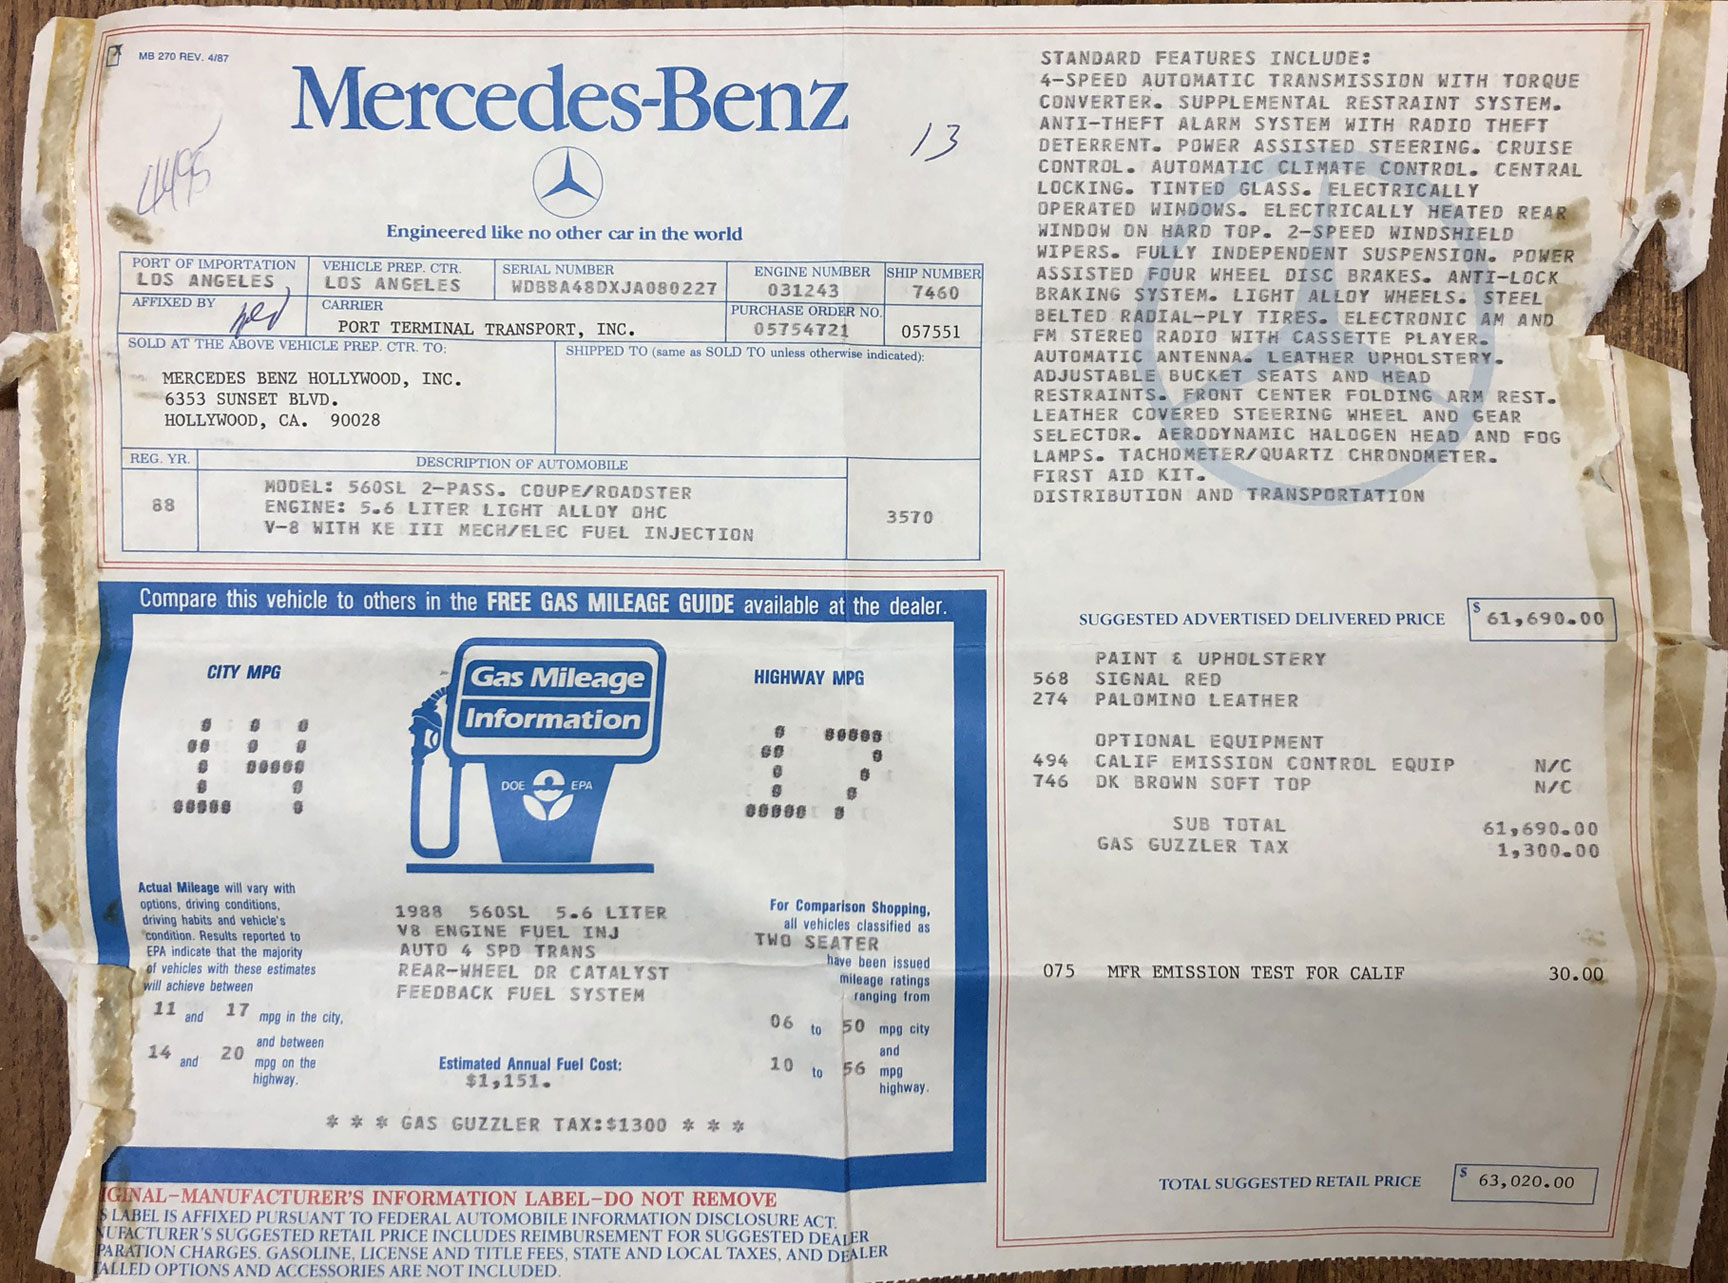 MB 270 REV. 4/87
Mercedes-Benz
13
4495
Engineered like no other car in the world
PORT OF IMPORTATION
LOS ANGELES
VEHICLE PREP. CTR.
LOS ANGELES
SERIAL NUMBER
WDBBA48DXJA080227
ENGINE NUMBER
031243
SHIP NUMBER
7460
AFFIXED BY
CARRIER
PORT TERMINAL TRANSPORT, INC.
PURCHASE ORDER NO.
05754721
057551
SOLD AT THE ABOVE VEHICLE PREP. CTR. TO:
MERCEDES BENZ HOLLYWOOD, INC.
6353 SUNSET BLVD.
HOLLYWOOD, CA. 90028
SHIPPED TO (same as SOLD TO unless otherwise indicated):
REG. YR.
88
DESCRIPTION OF AUTOMOBILE
MODEL: 560SL 2-PASS. COUPE/ROADSTER
ENGINE: 5.6 LITER LIGHT ALLOY OHC
V-8 WITH KE III MECH/ELEC FUEL INJECTION
3570
Compare this vehicle to others in the FREE GAS MILEAGE GUIDE available at the dealer.
CITY MPG
14
Gas Mileage
Information
DOE EPA
HIGHWAY MPG
17
Actual Mileage will vary with
options, driving conditions,
driving habits and vehicle's
condition. Results reported to
EPA indicate that the majority
of vehicles with these estimates
will achieve between
11 and 17 mpg in the city,
and between
14 and 20 mpg on the
highway.
1988 560SL 5.6 LITER
V8 ENGINE FUEL INJ
AUTO 4 SPD TRANS
REAR-WHEEL DR CATALYST
FEEDBACK FUEL SYSTEM
Estimated Annual Fuel Cost:
$1,151.
For Comparison Shopping,
all vehicles classified as
TWO SEATER
have been issued
mileage ratings
ranging from
06 to 50 mpg city
and
10 to 56 mpg
highway.
* * * GAS GUZZLER TAX:$1300 * * *
IGINAL-MANUFACTURER'S INFORMATION LABEL-DO NOT REMOVE
S LABEL IS AFFIXED PURSUANT TO FEDERAL AUTOMOBILE INFORMATION DISCLOSURE ACT.
NUFACTURER'S SUGGESTED RETAIL PRICE INCLUDES REIMBURSEMENT FOR SUGGESTED DEALER
PARATION CHARGES. GASOLINE, LICENSE AND TITLE FEES, STATE AND LOCAL TAXES, AND DEALER
ALLED OPTIONS AND ACCESSORIES ARE NOT INCLUDED.
STANDARD FEATURES INCLUDE:
4-SPEED AUTOMATIC TRANSMISSION WITH TORQUE
CONVERTER. SUPPLEMENTAL RESTRAINT SYSTEM.
ANTI-THEFT ALARM SYSTEM WITH RADIO THEFT
DETERRENT. POWER ASSISTED STEERING. CRUISE
CONTROL. AUTOMATIC CLIMATE CONTROL. CENTRAL
LOCKING. TINTED GLASS. ELECTRICALLY
OPERATED WINDOWS. ELECTRICALLY HEATED REAR
WINDOW ON HARD TOP. 2-SPEED WINDSHIELD
WIPERS. FULLY INDEPENDENT SUSPENSION. POWER
ASSISTED FOUR WHEEL DISC BRAKES. ANTI-LOCK
BRAKING SYSTEM. LIGHT ALLOY WHEELS. STEEL
BELTED RADIAL-PLY TIRES. ELECTRONIC AM AND
FM STEREO RADIO WITH CASSETTE PLAYER.
AUTOMATIC ANTENNA. LEATHER UPHOLSTERY.
ADJUSTABLE BUCKET SEATS AND HEAD
RESTRAINTS. FRONT CENTER FOLDING ARM REST.
LEATHER COVERED STEERING WHEEL AND GEAR
SELECTOR. AERODYNAMIC HALOGEN HEAD AND FOG
LAMPS. TACHOMETER/QUARTZ CHRONOMETER.
FIRST AID KIT.
DISTRIBUTION AND TRANSPORTATION
SUGGESTED ADVERTISED DELIVERED PRICE $ 61,690.00
PAINT & UPHOLSTERY
568 SIGNAL RED
274 PALOMINO LEATHER
OPTIONAL EQUIPMENT
494 CALIF EMISSION CONTROL EQUIP N/C
746 DK BROWN SOFT TOP N/C
SUB TOTAL 61,690.00
GAS GUZZLER TAX 1,300.00
075 MFR EMISSION TEST FOR CALIF 30.00
TOTAL SUGGESTED RETAIL PRICE $ 63,020.00